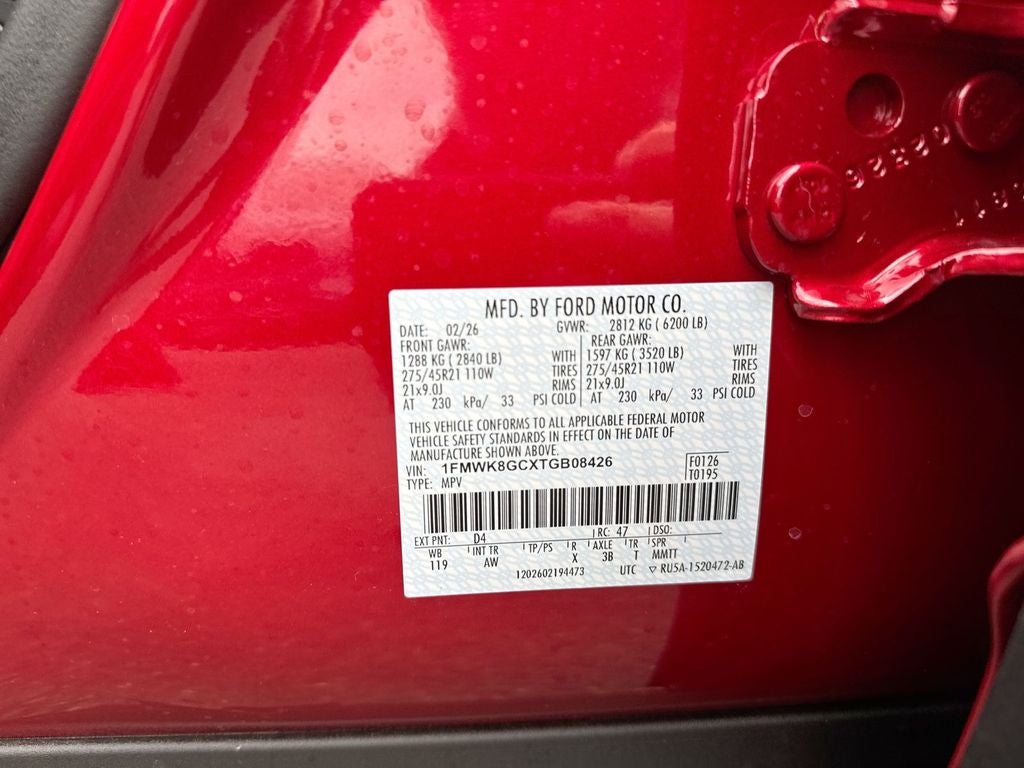 MFD. BY FORD MOTOR CO.
DATE: 02/26 GVWR: 2812 KG ( 6200 LB)
FRONT GAWR: REAR GAWR:
1288 KG ( 2840 LB) WITH 1597 KG ( 3520 LB) WITH
275/45R21 110W TIRES 275/45R21 110W TIRES
21x9.0J RIMS 21x9.0J RIMS
AT 230 kPa/ 33 PSI COLD AT 230 kPa/ 33 PSI COLD
THIS VEHICLE CONFORMS TO ALL APPLICABLE FEDERAL MOTOR
VEHICLE SAFETY STANDARDS IN EFFECT ON THE DATE OF
MANUFACTURE SHOWN ABOVE.
VIN: 1FMWK8GCXTGB08426 F0126
TYPE: MPV T0195
EXT PNT: D4 RC: 47 DSO:
WB INT TR TP/PS R AXLE TR SPR
119 AW X 3B T MMTT
1202602194473 UTC ▽ RU5A-1520472-AB